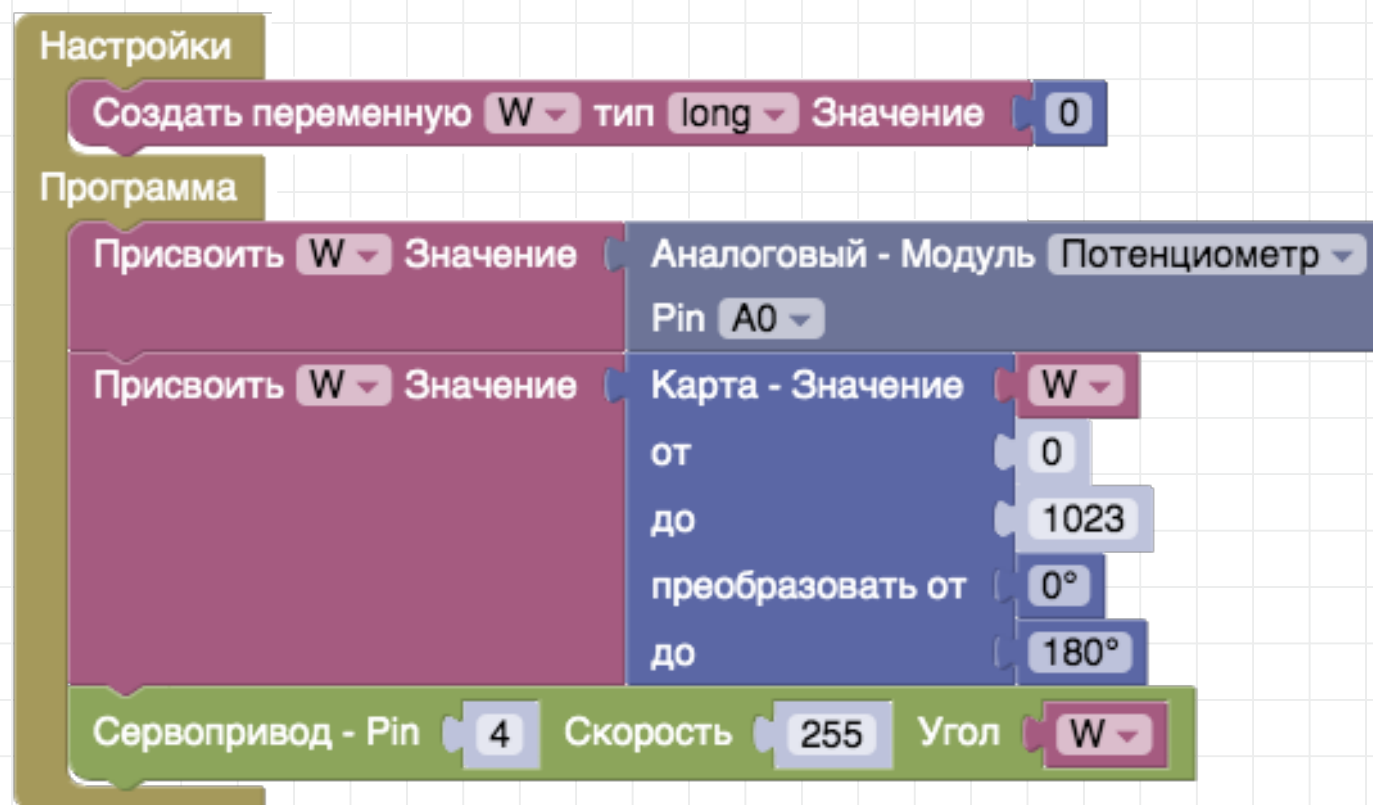 Настройки
Создать переменную W тип long Значение 0
Программа
Присвоить W Значение Аналоговый - Модуль Потенциометр
Pin A0
Присвоить W Значение Карта - Значение W
от 0
до 1023
преобразовать от 0°
до 180°
Сервопривод - Pin 4 Скорость 255 Угол W